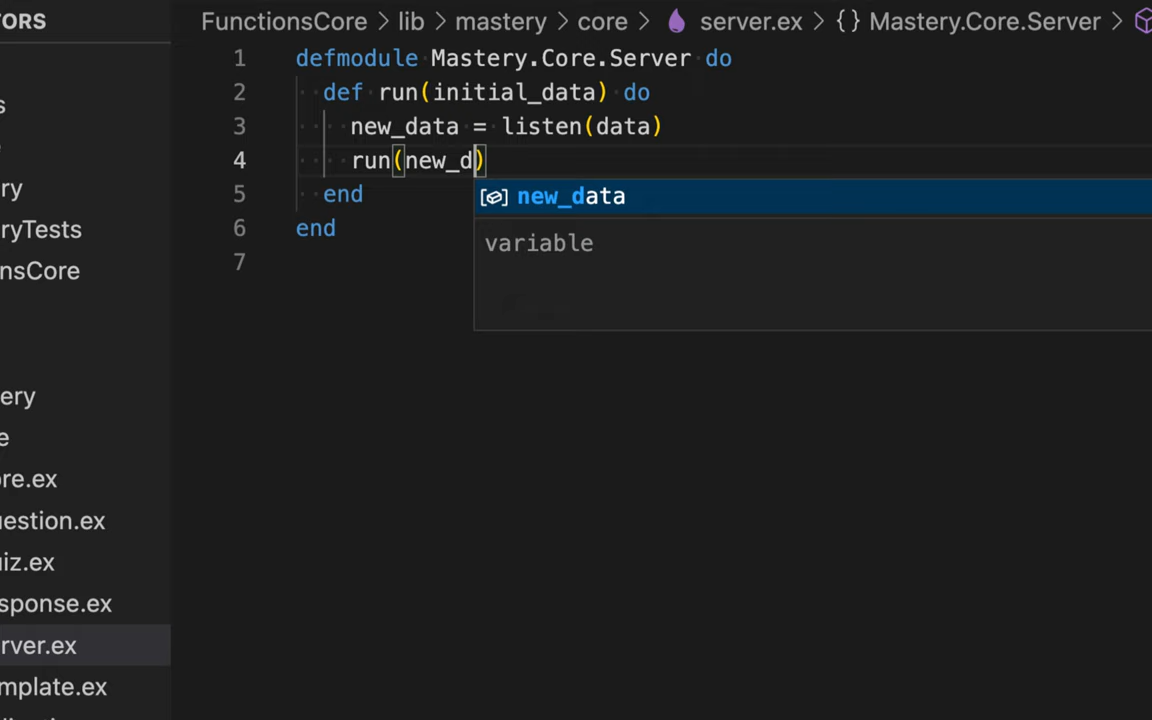 ORS
FunctionsCore > lib > mastery > core > server.ex > {} Mastery.Core.Server >
1 defmodule Mastery.Core.Server do
2 def run(initial_data) do
3 new_data = listen(data)
4 run(new_d)
5 end
new_data
6 end
variable
7
s
ry
ryTests
nsCore
ery
e
re.ex
uestion.ex
iz.ex
sponse.ex
rver.ex
mplate.ex